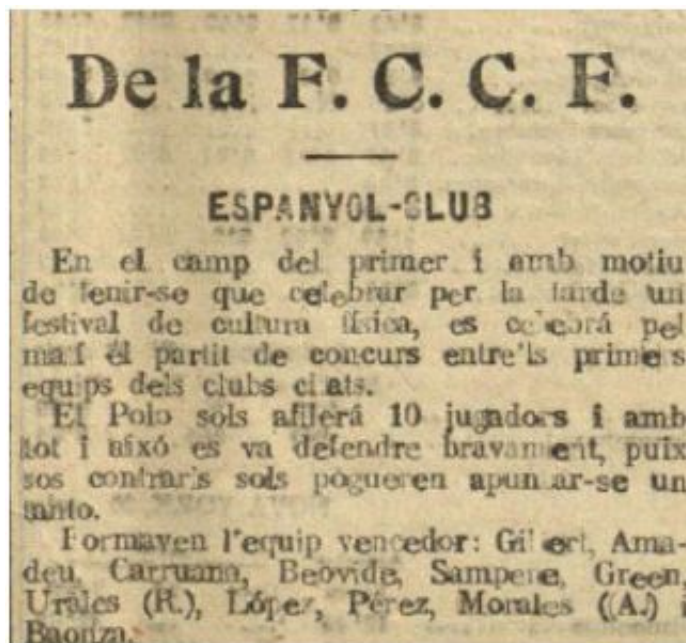 De la F. C. C. F.
ESPANYOL-CLUB
En el camp del primer i amb motiu
de tenir-se que celebrar per la tarde un
festival de cultura física, es celebrá pel
matí el partit de concurs entre'ls primers
equips dels clubs citats.
El Polo sols afilerá 10 jugadors i amb
tot i aixó es va defendre bravament, puix
sos contraris sols pogueren apuntar-se un
tanto.
Formaven l'equip vencedor: Gibert, Ama-
deu, Carruana, Beovide, Sampere, Green,
Urales (R.), López, Pérez, Morales ((A.) i
Baonza.